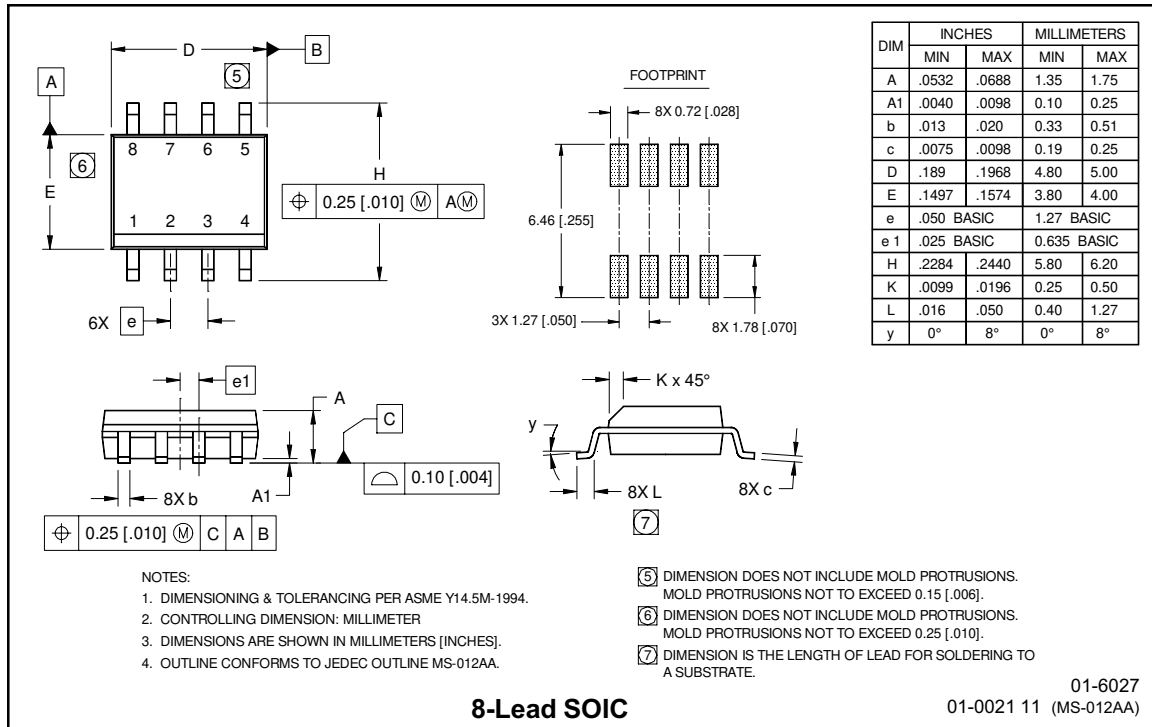 D
B
5
A
8 7 6 5
6
E
H
⌖ 0.25 [.010] Ⓜ AⓂ
1 2 3 4
6X e
FOOTPRINT
8X 0.72 [.028]
6.46 [.255]
3X 1.27 [.050]
8X 1.78 [.070]
DIM INCHES MILLIMETERS
MIN MAX MIN MAX
A .0532 .0688 1.35 1.75
A1 .0040 .0098 0.10 0.25
b .013 .020 0.33 0.51
c .0075 .0098 0.19 0.25
D .189 .1968 4.80 5.00
E .1497 .1574 3.80 4.00
e .050 BASIC 1.27 BASIC
e 1 .025 BASIC 0.635 BASIC
H .2284 .2440 5.80 6.20
K .0099 .0196 0.25 0.50
L .016 .050 0.40 1.27
y 0° 8° 0° 8°
e1
A
C
⌓ 0.10 [.004]
8X b
A1
⌖ 0.25 [.010] Ⓜ C A B
K x 45°
y
8X L
8X c
7
NOTES:
1. DIMENSIONING & TOLERANCING PER ASME Y14.5M-1994.
2. CONTROLLING DIMENSION: MILLIMETER
3. DIMENSIONS ARE SHOWN IN MILLIMETERS [INCHES].
4. OUTLINE CONFORMS TO JEDEC OUTLINE MS-012AA.
5 DIMENSION DOES NOT INCLUDE MOLD PROTRUSIONS.
MOLD PROTRUSIONS NOT TO EXCEED 0.15 [.006].
6 DIMENSION DOES NOT INCLUDE MOLD PROTRUSIONS.
MOLD PROTRUSIONS NOT TO EXCEED 0.25 [.010].
7 DIMENSION IS THE LENGTH OF LEAD FOR SOLDERING TO
A SUBSTRATE.
8-Lead SOIC
01-6027
01-0021 11 (MS-012AA)